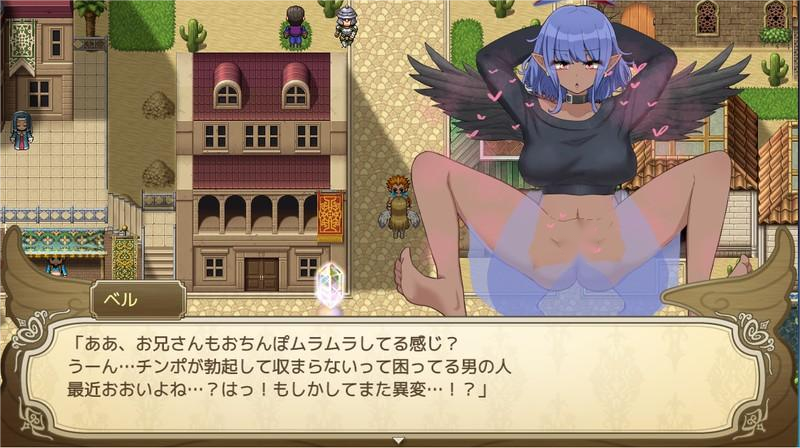 ベル
「ああ、お兄さんもおちんぽムラムラしてる感じ?
うーん…チンポが勃起して収まらないって困ってる男の人
最近おおいよね…?はっ!もしかしてまた異変…!?」